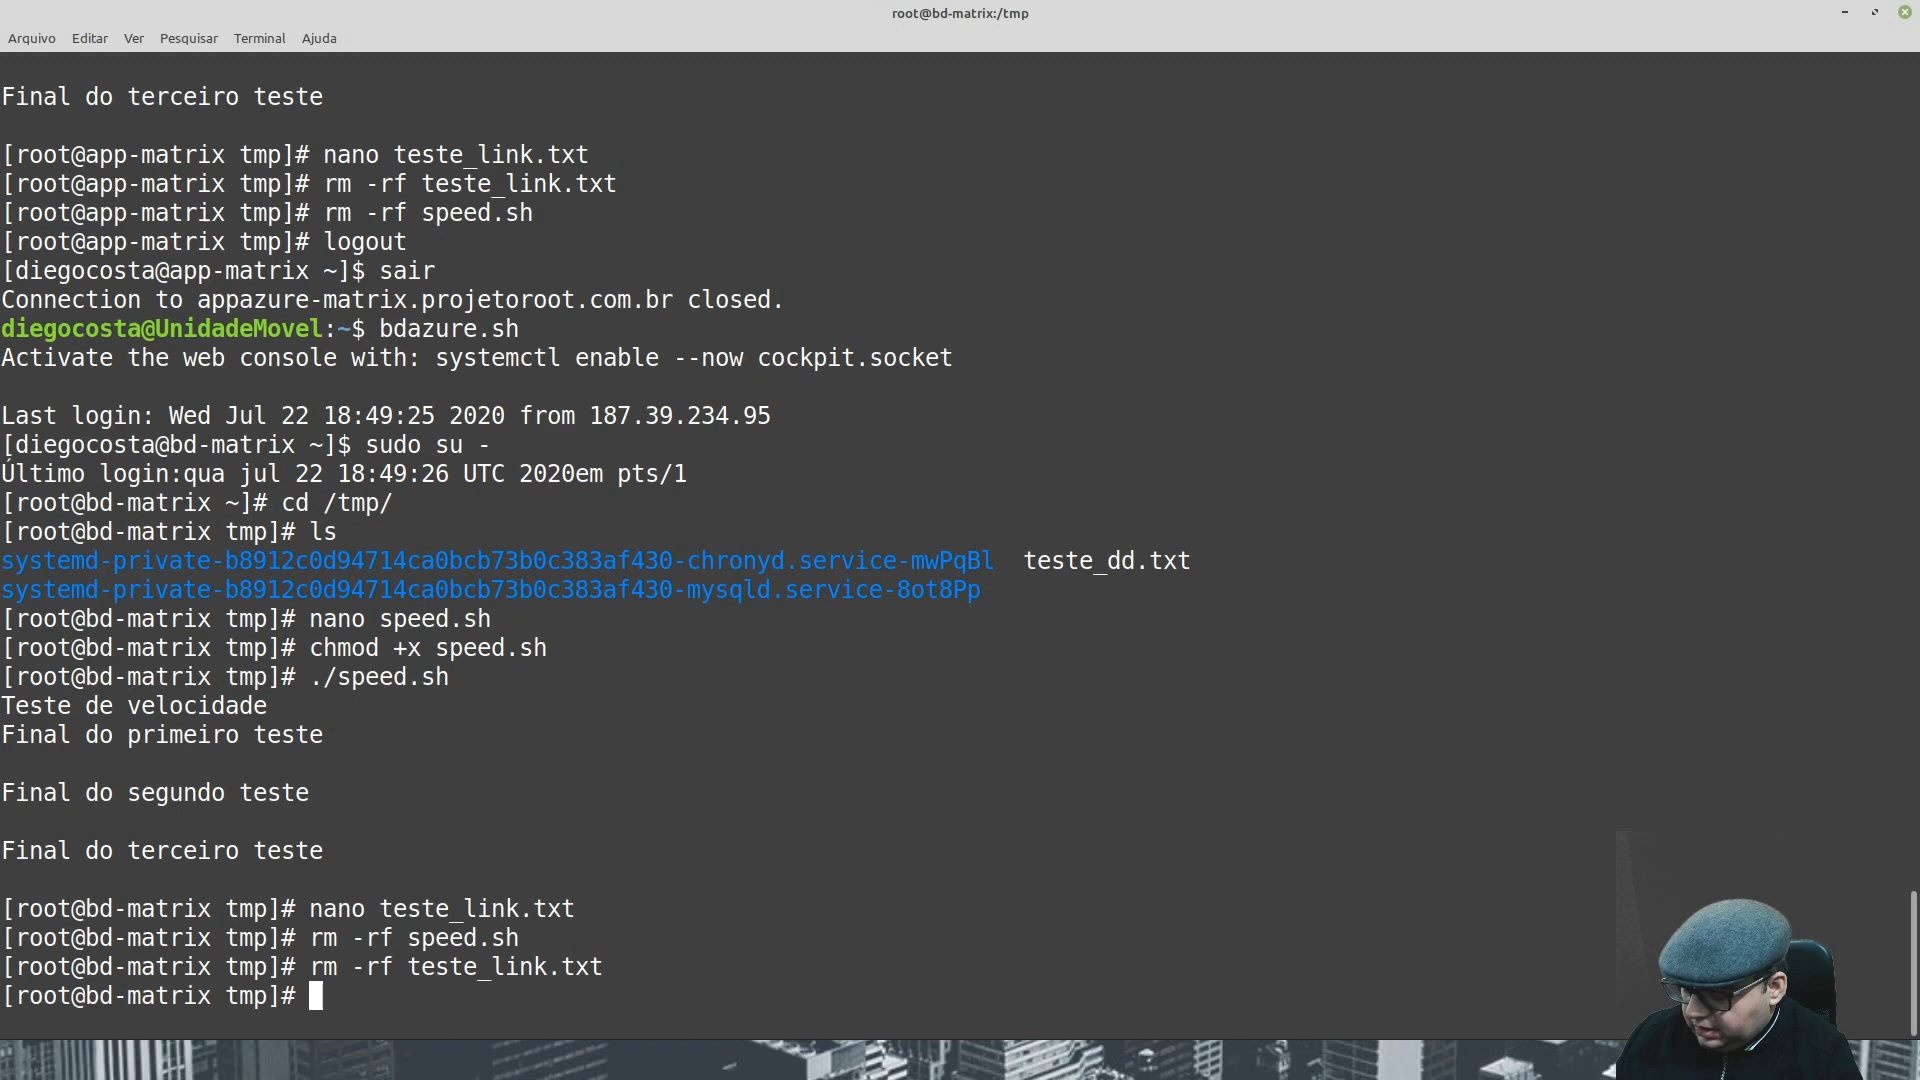 root@bd-matrix:/tmp
Arquivo Editar Ver Pesquisar Terminal Ajuda
Final do terceiro teste
[root@app-matrix tmp]# nano teste_link.txt
[root@app-matrix tmp]# rm -rf teste_link.txt
[root@app-matrix tmp]# rm -rf speed.sh
[root@app-matrix tmp]# logout
[diegocosta@app-matrix ~]$ sair
Connection to appazure-matrix.projetoroot.com.br closed.
diegocosta@UnidadeMovel:~$ bdazure.sh
Activate the web console with: systemctl enable --now cockpit.socket
Last login: Wed Jul 22 18:49:25 2020 from 187.39.234.95
[diegocosta@bd-matrix ~]$ sudo su -
Último login:qua jul 22 18:49:26 UTC 2020em pts/1
[root@bd-matrix ~]# cd /tmp/
[root@bd-matrix tmp]# ls
systemd-private-b8912c0d94714ca0bcb73b0c383af430-chronyd.service-mwPqBl teste_dd.txt
systemd-private-b8912c0d94714ca0bcb73b0c383af430-mysqld.service-8ot8Pp
[root@bd-matrix tmp]# nano speed.sh
[root@bd-matrix tmp]# chmod +x speed.sh
[root@bd-matrix tmp]# ./speed.sh
Teste de velocidade
Final do primeiro teste
Final do segundo teste
Final do terceiro teste
[root@bd-matrix tmp]# nano teste_link.txt
[root@bd-matrix tmp]# rm -rf speed.sh
[root@bd-matrix tmp]# rm -rf teste_link.txt
[root@bd-matrix tmp]#